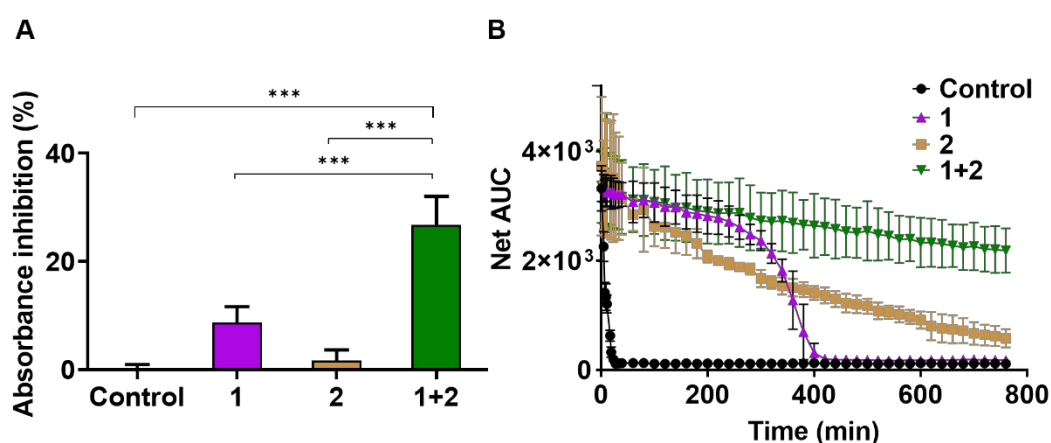 A
Absorbance inhibition (%)
***
***
***
40
20
0
Control
1
2
1+2
B
Net AUC
4×10³
2×10³
0
0
200
400
600
800
Time (min)
Control
1
2
1+2